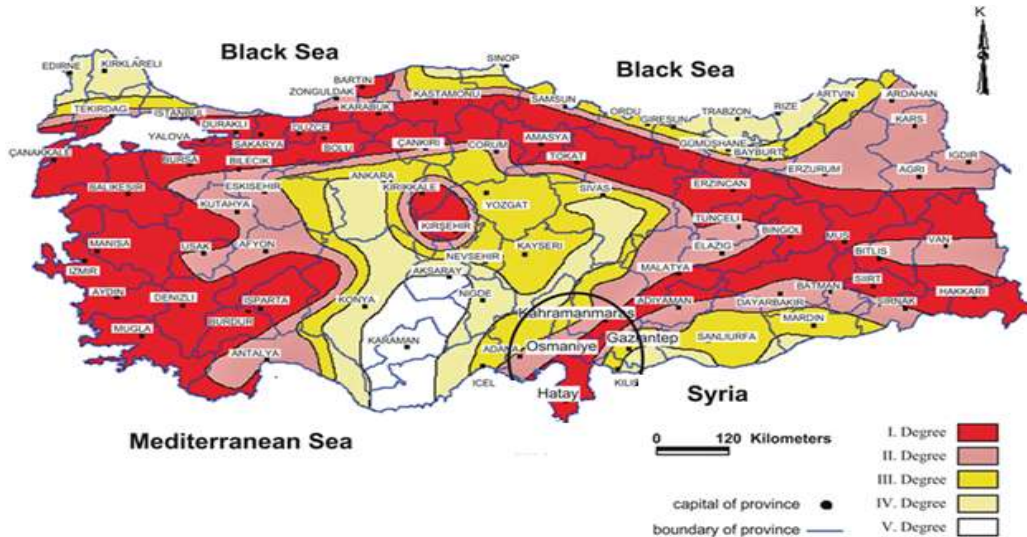 K
Black Sea
Black Sea
SINOP
EDIRNE
KIRKLARELI
BARTIN
ZONGULDAK
KASTAMONU
ARTVIN
ARDAHAN
TEKIRDAG
ISTANBUL
KARABUK
SAMSUN
ORDU
GIRESUN
TRABZON
RIZE
KARS
YALOVA
DURAKLI
SAKARYA
DUZCE
BOLU
ÇANKIRI
CORUM
AMASYA
TOKAT
GÜMÜŞHANE
BAYBURT
ERZURUM
IGDIR
ÇANAKKALE
BURSA
BILECIK
AGRI
BALIKESIR
ESKISEHIR
ANKARA
KIRIKKALE
YOZGAT
SIVAS
ERZINCAN
KUTAHYA
KIRŞEHIR
TUNCELI
BINGOL
MUS
MANISA
USAK
AFYON
NEVSEHIR
KAYSERI
ELAZIG
BITLIS
VAN
IZMIR
AKSARAY
MALATYA
SIIRT
AYDIN
DENIZLI
ISPARTA
KONYA
NIGDE
ADIYAMAN
DAYARBAKIR
BATMAN
ŞIRNAK
HAKKARI
BURDUR
Kahramanmaras
MARDIN
MUGLA
KARAMAN
ADANA
Osmaniye
Gaziantep
SANLIURFA
ANTALYA
ICEL
KILIS
Hatay
Syria
Mediterranean Sea
0 120 Kilometers
I. Degree
II. Degree
III. Degree
IV. Degree
V. Degree
capital of province
boundary of province